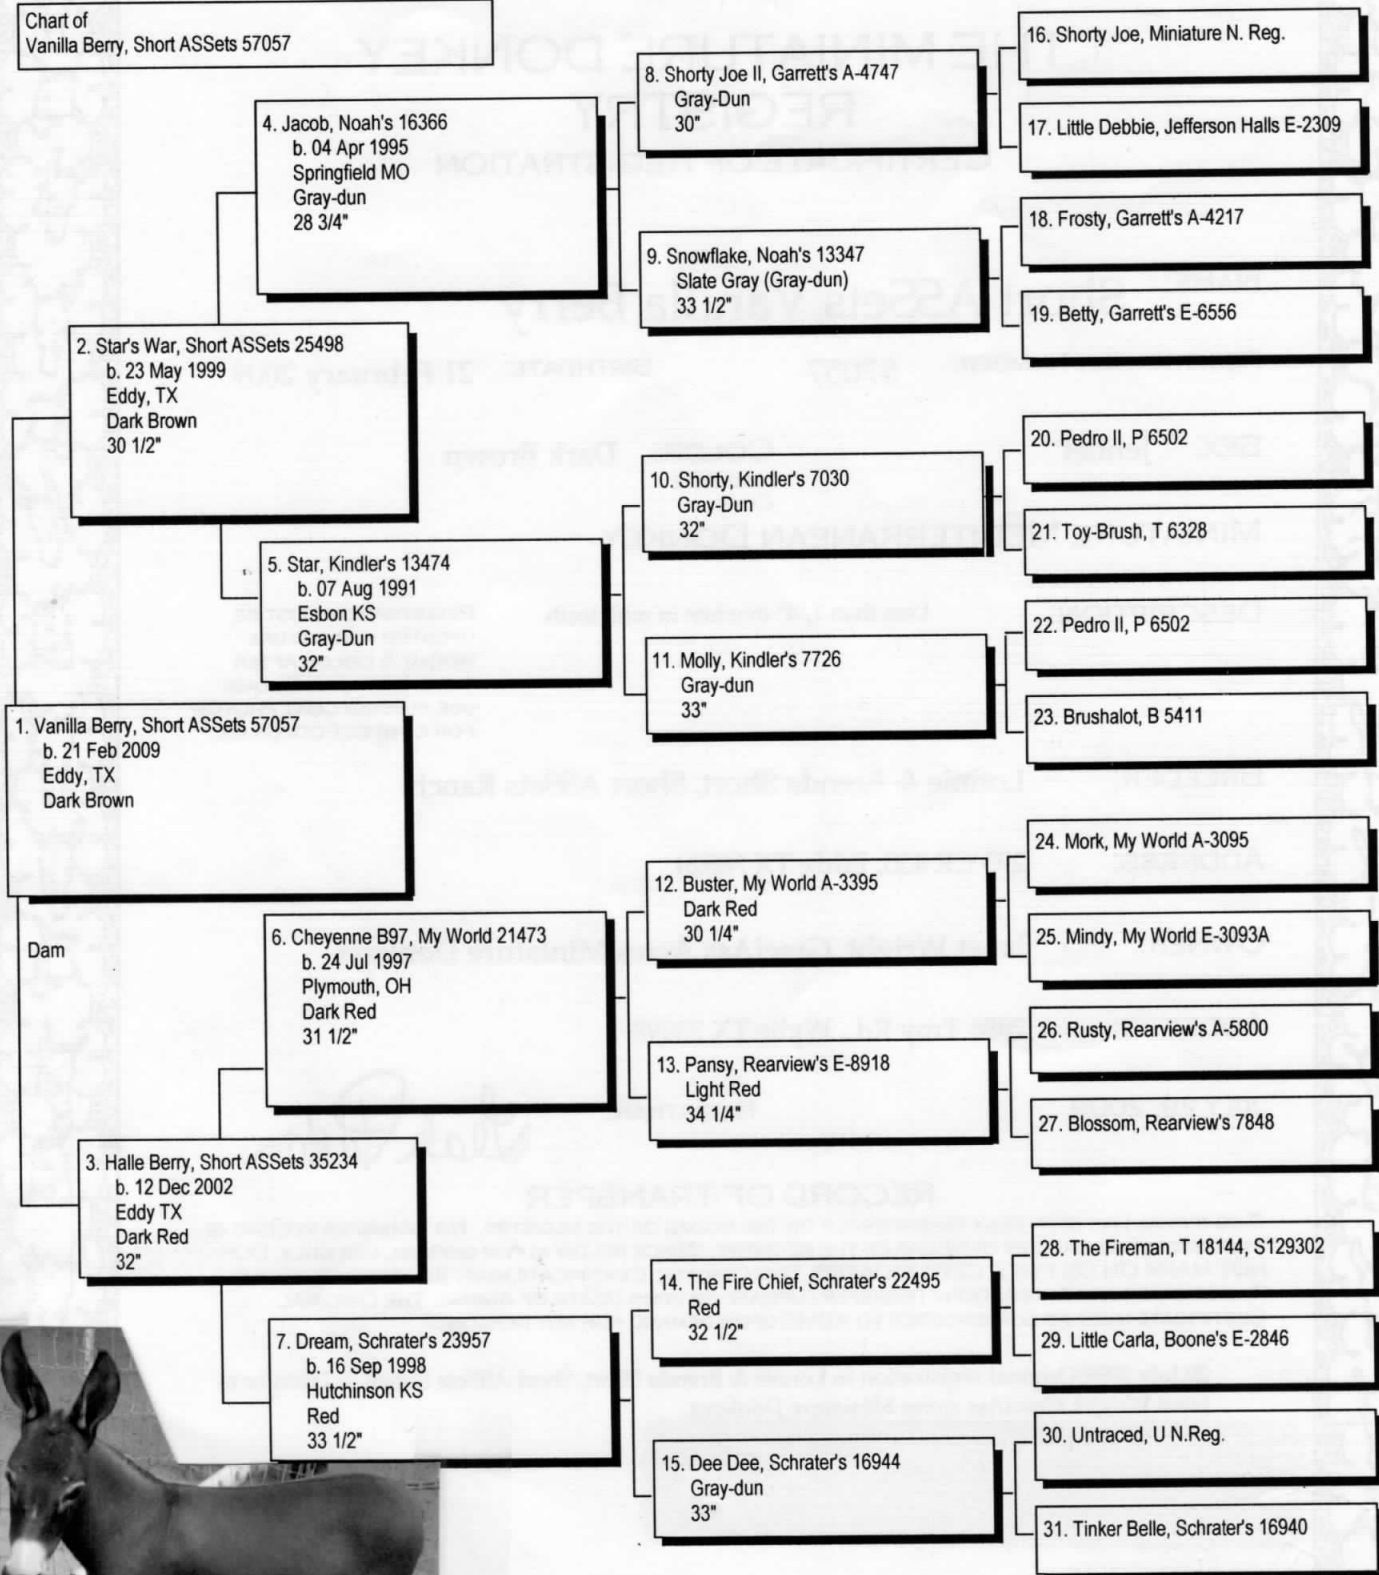 Chart of
Vanilla Berry, Short ASSets 57057
1. Vanilla Berry, Short ASSets 57057
b. 21 Feb 2009
Eddy, TX
Dark Brown
Dam
2. Star's War, Short ASSets 25498
b. 23 May 1999
Eddy, TX
Dark Brown
30 1/2"
3. Halle Berry, Short ASSets 35234
b. 12 Dec 2002
Eddy TX
Dark Red
32"
4. Jacob, Noah's 16366
b. 04 Apr 1995
Springfield MO
Gray-dun
28 3/4"
5. Star, Kindler's 13474
b. 07 Aug 1991
Esbon KS
Gray-Dun
32"
6. Cheyenne B97, My World 21473
b. 24 Jul 1997
Plymouth, OH
Dark Red
31 1/2"
7. Dream, Schrater's 23957
b. 16 Sep 1998
Hutchinson KS
Red
33 1/2"
8. Shorty Joe II, Garrett's A-4747
Gray-Dun
30"
9. Snowflake, Noah's 13347
Slate Gray (Gray-dun)
33 1/2"
10. Shorty, Kindler's 7030
Gray-Dun
32"
11. Molly, Kindler's 7726
Gray-dun
33"
12. Buster, My World A-3395
Dark Red
30 1/4"
13. Pansy, Rearview's E-8918
Light Red
34 1/4"
14. The Fire Chief, Schrater's 22495
Red
32 1/2"
15. Dee Dee, Schrater's 16944
Gray-dun
33"
16. Shorty Joe, Miniature N. Reg.
17. Little Debbie, Jefferson Halls E-2309
18. Frosty, Garrett's A-4217
19. Betty, Garrett's E-6556
20. Pedro II, P 6502
21. Toy-Brush, T 6328
22. Pedro II, P 6502
23. Brushalot, B 5411
24. Mork, My World A-3095
25. Mindy, My World E-3093A
26. Rusty, Rearview's A-5800
27. Blossom, Rearview's 7848
28. The Fireman, T 18144, S129302
29. Little Carla, Boone's E-2846
30. Untraced, U N.Reg.
31. Tinker Belle, Schrater's 16940